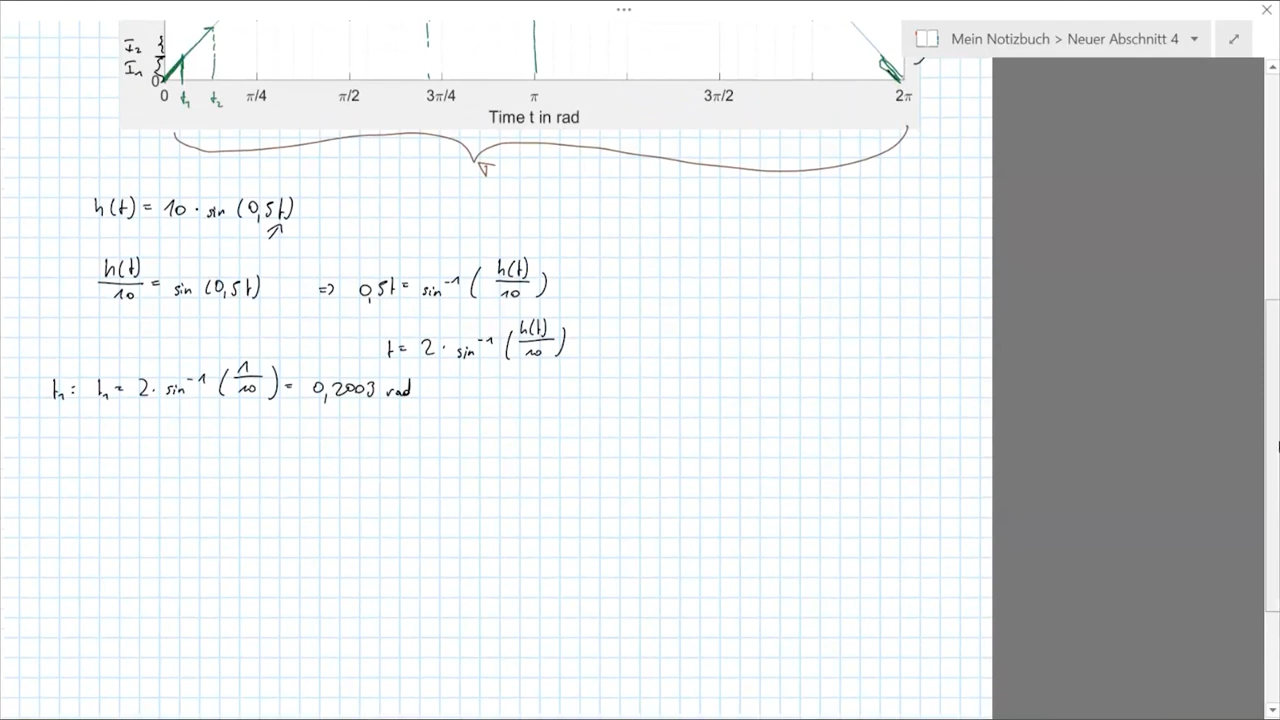 Mein Notizbuch > Neuer Abschnitt 4
I₂
I₁
0
0 t₁ t₂ π/4 π/2 3π/4 π 3π/2 2π
Time t in rad
h(t) = 10 · sin (0,5t)
h(t)/10 = sin (0,5t) => 0,5t = sin⁻¹ (h(t)/10)
t = 2 · sin⁻¹ (h(t)/10)
t₁: t₁ = 2 · sin⁻¹ (1/10) = 0,2003 rad